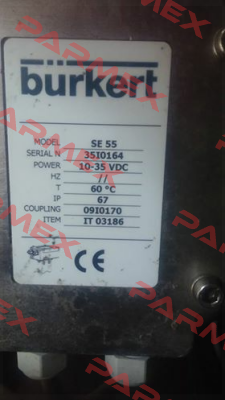 bürkert
MODEL SE 55
SERIAL N 35I0164
POWER 10-35 VDC
HZ //
T 60 °C
IP 67
COUPLING 09I0170
ITEM IT 03186
CE
PARMEX
PARMEX
PARMEX
PARMEX